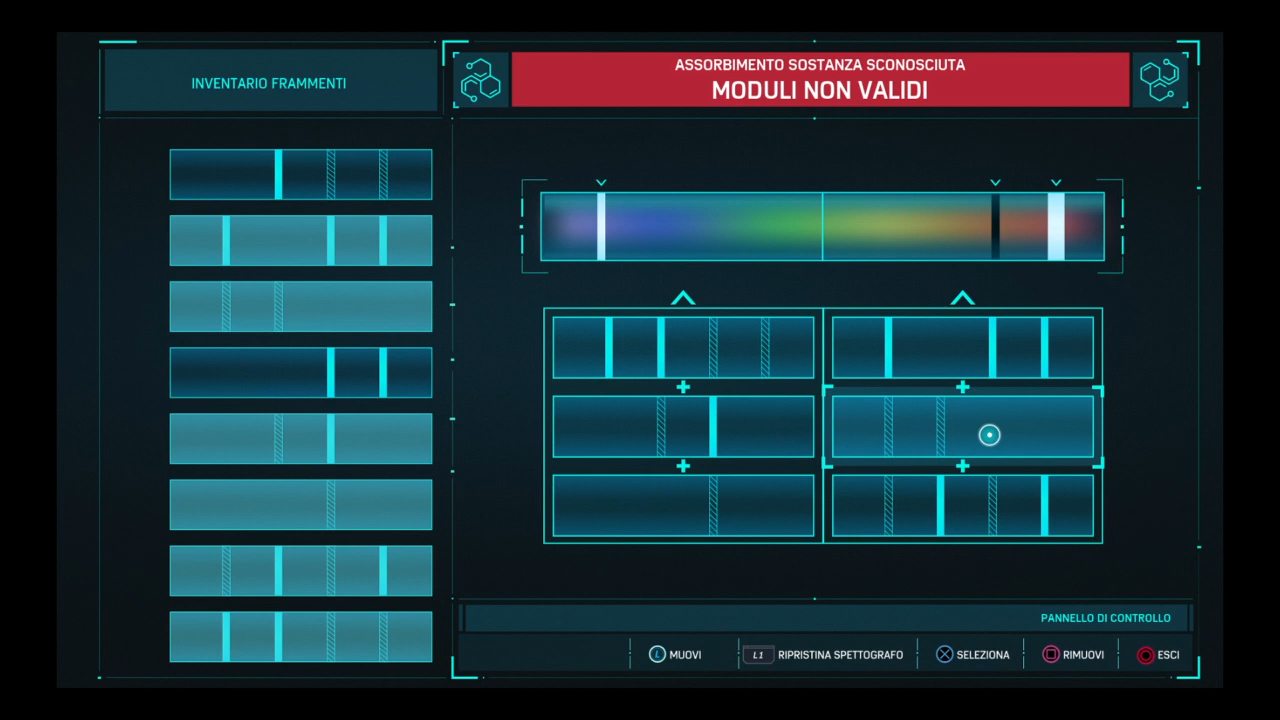 INVENTARIO FRAMMENTI
ASSORBIMENTO SOSTANZA SCONOSCIUTA
MODULI NON VALIDI
PANNELLO DI CONTROLLO
L MUOVI
L1 RIPRISTINA SPETTOGRAFO
SELEZIONA
RIMUOVI
ESCI